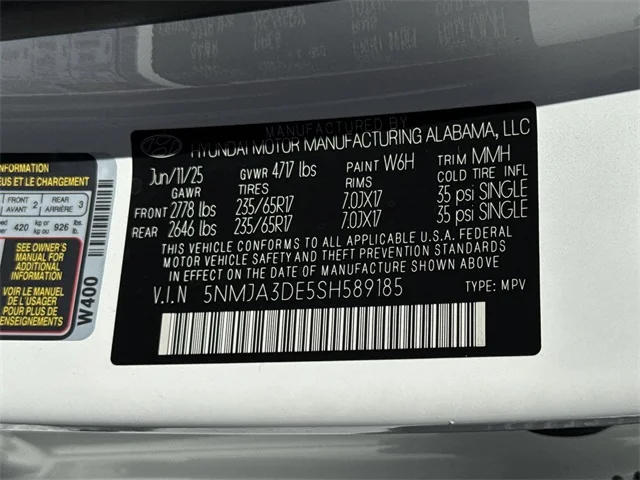 MANUFACTURED BY
HYUNDAI MOTOR MANUFACTURING ALABAMA, LLC
Jun/11/25 GVWR 4717 lbs PAINT W6H TRIM MMH
GAWR TIRES RIMS COLD TIRE INFL
FRONT 2778 lbs 235/65R17 7.0JX17 35 psi SINGLE
REAR 2646 lbs 235/65R17 7.0JX17 35 psi SINGLE
THIS VEHICLE CONFORMS TO ALL APPLICABLE U.S.A. FEDERAL
MOTOR VEHICLE SAFETY BUMPER AND THEFT PREVENTION STANDARDS
IN EFFECT ON THE DATE OF MANUFACTURE SHOWN ABOVE.
V.I.N 5NMJA3DE5SH589185 TYPE: MPV
INFORMATION
EUS ET LE CHARGEMENT
FRONT AVANT 2 REAR ARRIÈRE 3
420 kg or kg ou 926 lbs. lb.
SEE OWNER'S
MANUAL FOR
ADDITIONAL
INFORMATION
VOIR LE MANUEL
DE L'USAGER
POUR PLUS DE
RENSEIGNEMENTS
W400